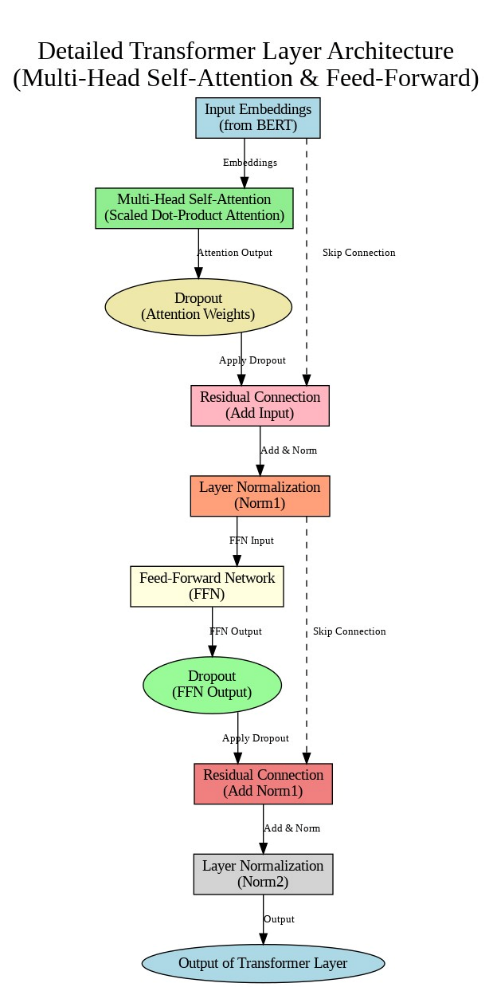 Detailed Transformer Layer Architecture
(Multi-Head Self-Attention & Feed-Forward)
Input Embeddings
(from BERT)
Embeddings
Multi-Head Self-Attention
(Scaled Dot-Product Attention)
Attention Output
Skip Connection
Dropout
(Attention Weights)
Apply Dropout
Residual Connection
(Add Input)
Add & Norm
Layer Normalization
(Norm1)
FFN Input
Feed-Forward Network
(FFN)
FFN Output
Skip Connection
Dropout
(FFN Output)
Apply Dropout
Residual Connection
(Add Norm1)
Add & Norm
Layer Normalization
(Norm2)
Output
Output of Transformer Layer